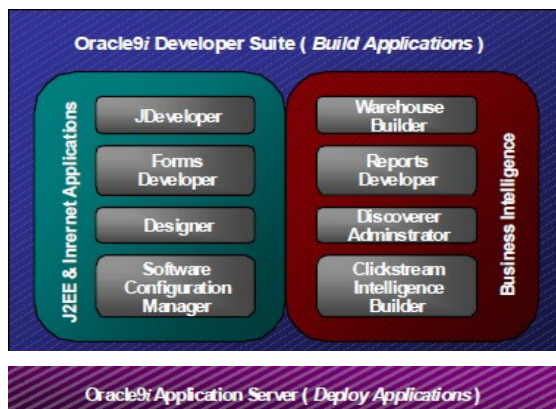 Oracle9i Developer Suite ( Build Applications )
J2EE & Inrernet Applications
JDeveloper
Forms
Developer
Designer
Software
Configuration
Manager
Warehouse
Builder
Reports
Developer
Discoverer
Adminstrator
Clickstream
Intelligence
Builder
Business Intelligence
Oracle9i Application Server ( Deploy Applications )